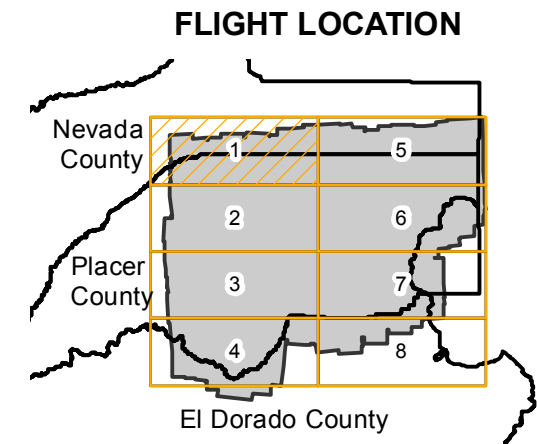 FLIGHT LOCATION
Nevada
County
1
5
2
6
Placer
County
3
7
4
8
El Dorado County